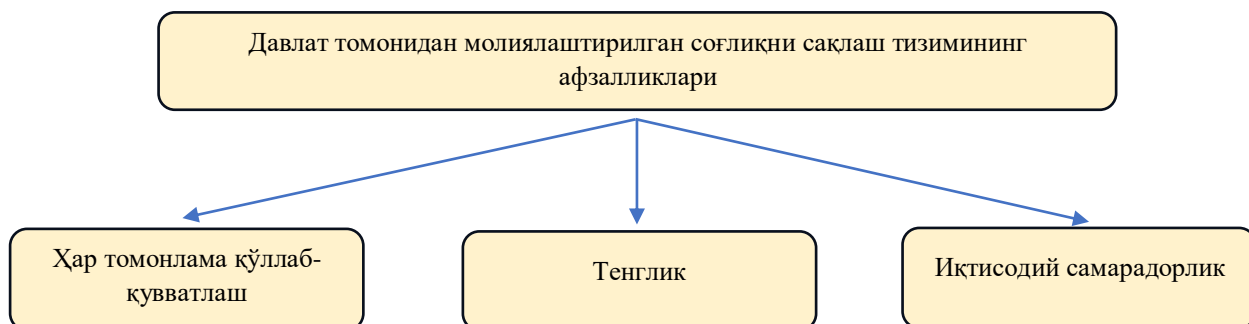 Давлат томонидан молиялаштирилган соғлиқни сақлаш тизимининг
афзалликлари
Ҳар томонлама қўллаб-
қувватлаш
Тенглик
Иқтисодий самарадорлик